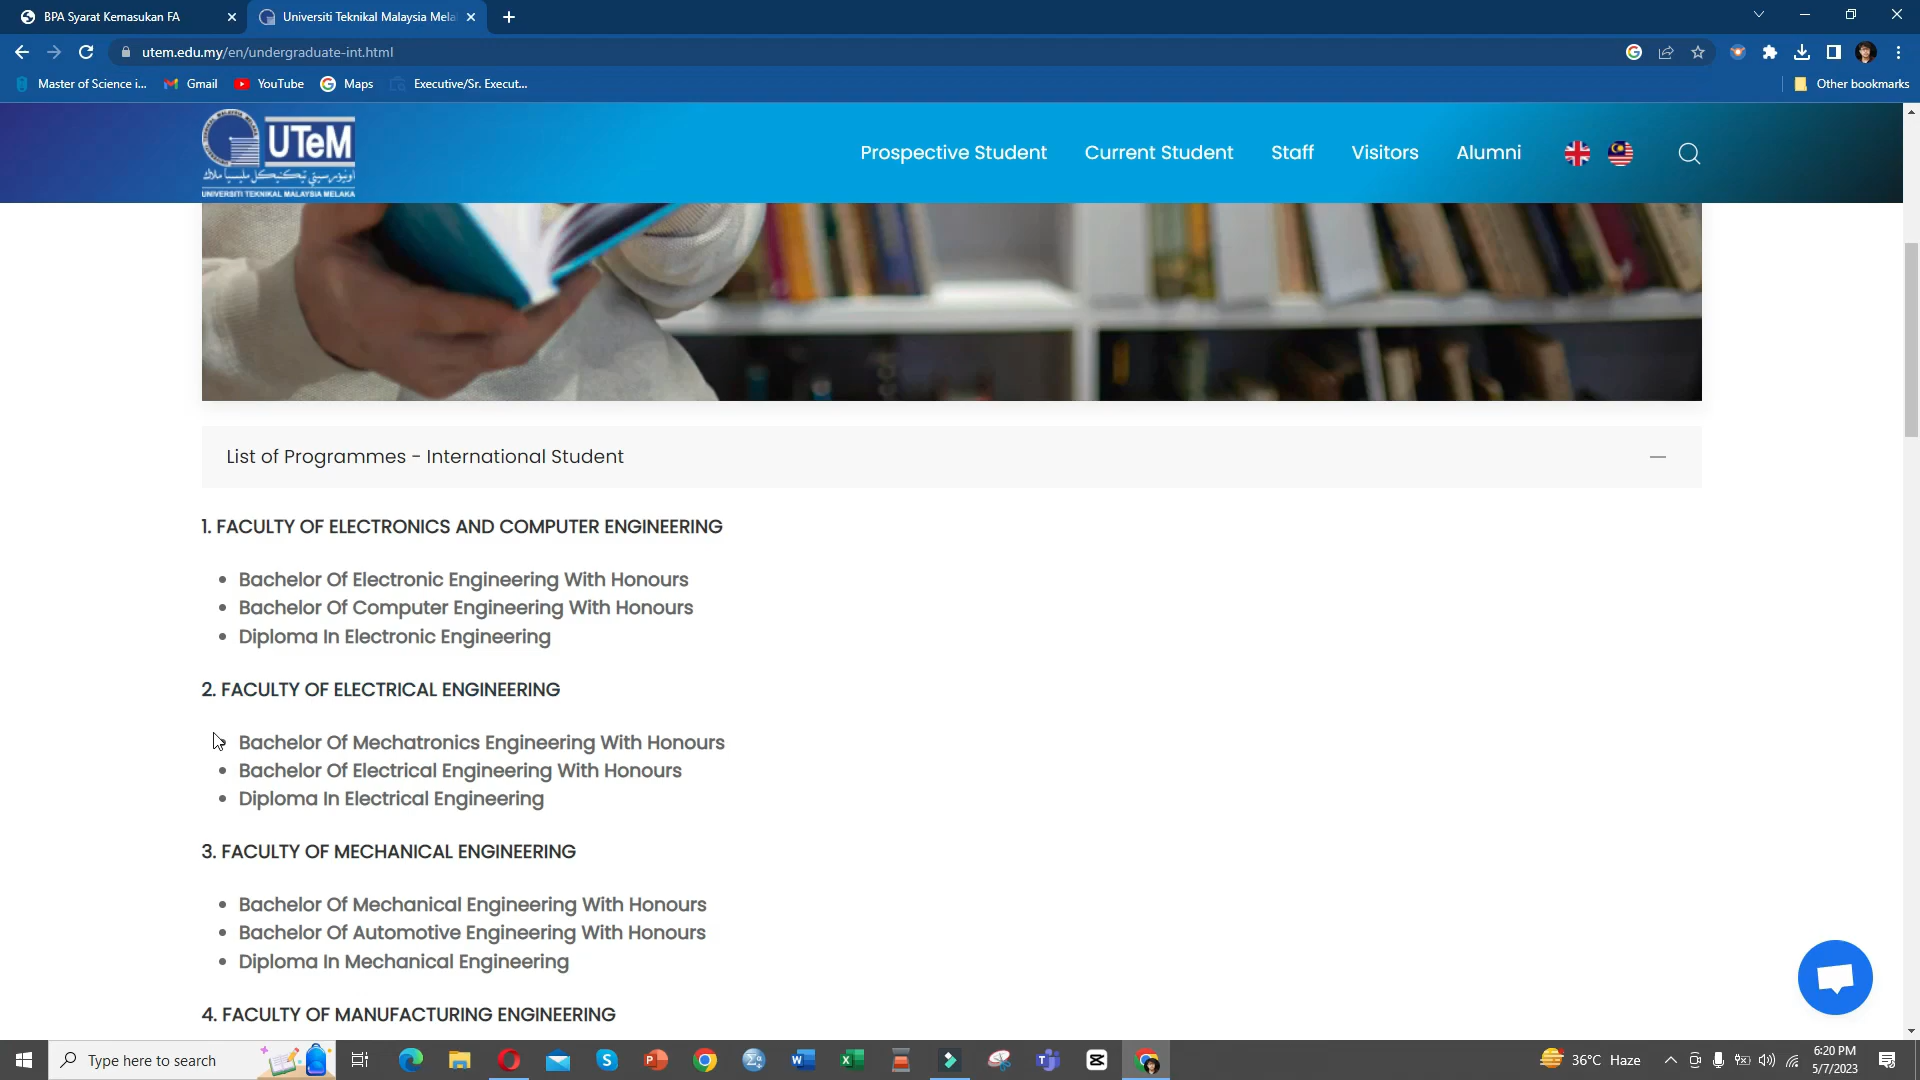 BPA Syarat Kemasukan FA
Universiti Teknikal Malaysia Mela
utem.edu.my/en/undergraduate-int.html
Master of Science i...
Gmail
YouTube
Maps
Executive/Sr. Execut...
Other bookmarks
UTeM
اونيۏرسيتي تيكنيكل مليسيا ملاك
UNIVERSITI TEKNIKAL MALAYSIA MELAKA
Prospective Student
Current Student
Staff
Visitors
Alumni
List of Programmes - International Student
1. FACULTY OF ELECTRONICS AND COMPUTER ENGINEERING
Bachelor Of Electronic Engineering With Honours
Bachelor Of Computer Engineering With Honours
Diploma In Electronic Engineering
2. FACULTY OF ELECTRICAL ENGINEERING
Bachelor Of Mechatronics Engineering With Honours
Bachelor Of Electrical Engineering With Honours
Diploma In Electrical Engineering
3. FACULTY OF MECHANICAL ENGINEERING
Bachelor Of Mechanical Engineering With Honours
Bachelor Of Automotive Engineering With Honours
Diploma In Mechanical Engineering
4. FACULTY OF MANUFACTURING ENGINEERING
Type here to search
36°C Haze
6:20 PM
5/7/2023